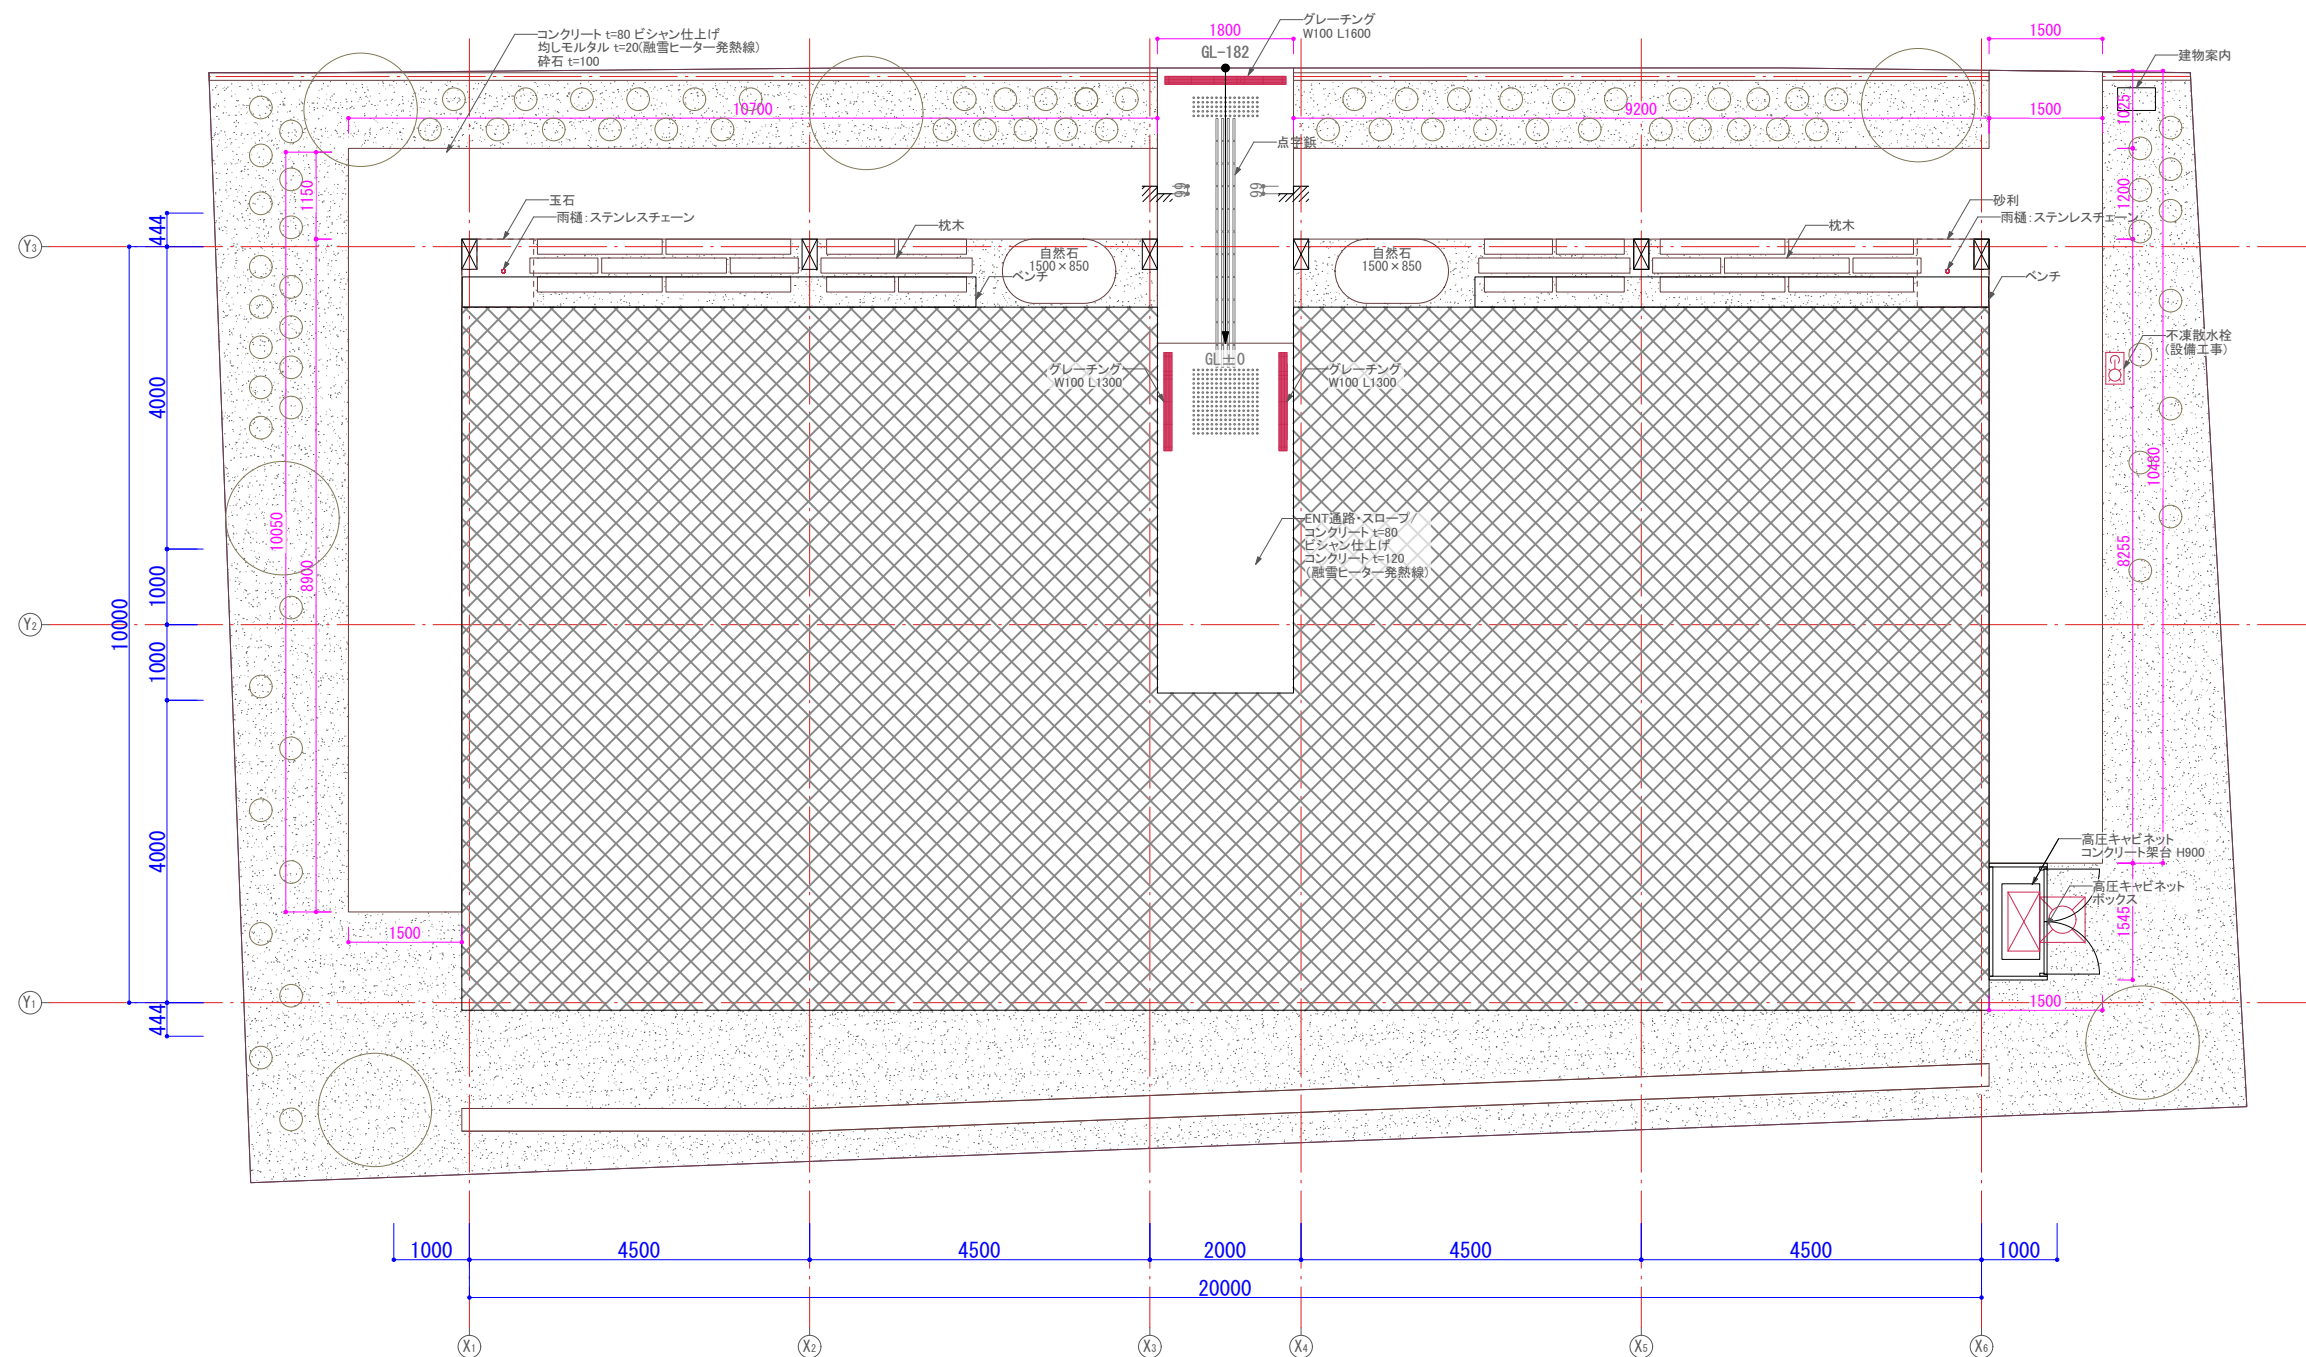 コンクリート t=80 ビシャン仕上げ
均しモルタル t=20(融雪ヒーター発熱線)
砕石 t=100
1800
GL-182
グレーチング
W100 L1600
1500
建物案内
10700
9200
1500
1025
点字鋲
1150
99
99
1200
444
玉石
雨樋:ステンレスチェーン
枕木
砂利
雨樋:ステンレスチェーン
枕木
Y3
自然石
1500×850
自然石
1500×850
ベンチ
ベンチ
不凍散水栓
(設備工事)
GL±0
グレーチング
W100 L1300
グレーチング
W100 L1300
4000
10480
10050
ENT通路・スロープ/
コンクリート t=80
ビシャン仕上げ
コンクリート t=120
(融雪ヒーター発熱線)
8255
8900
1000
10000
Y2
1000
4000
高圧キャビネット
コンクリート架台 H900
高圧キャビネット
ボックス
1545
1500
1500
Y1
444
1000
4500
4500
2000
4500
4500
1000
20000
X1
X2
X3
X4
X5
X6